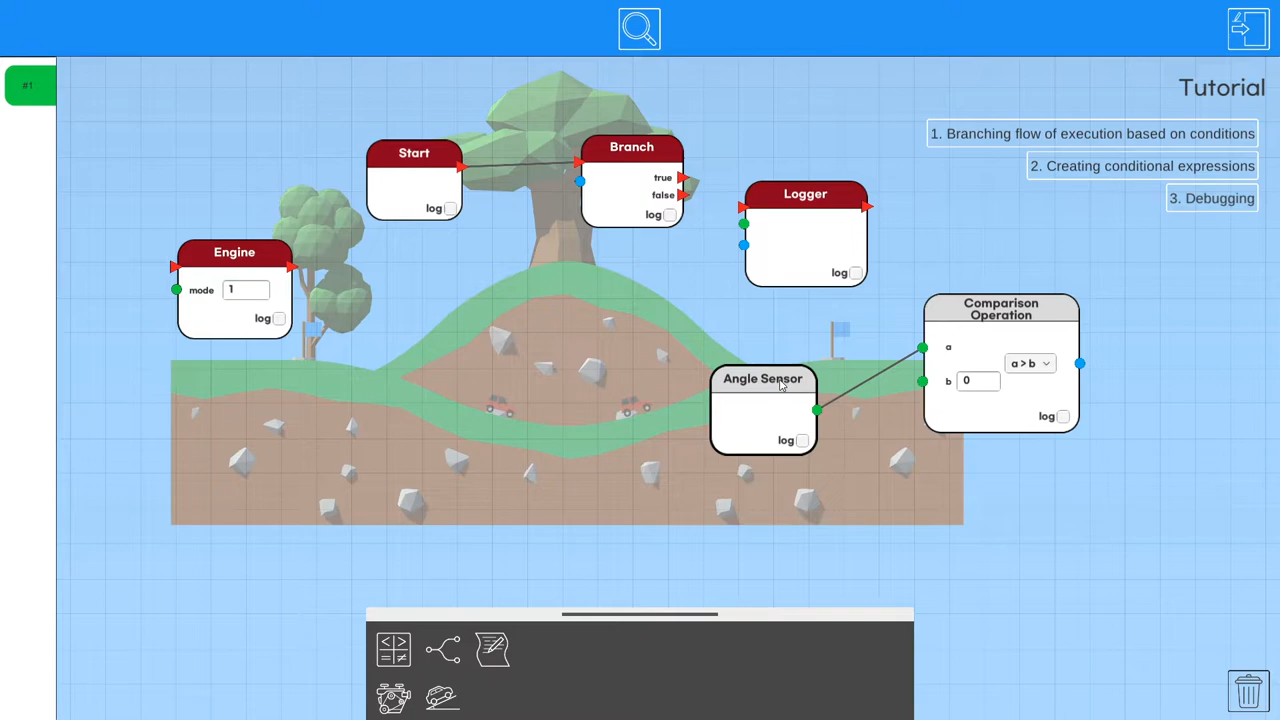 #1
Tutorial
1. Branching flow of execution based on conditions
2. Creating conditional expressions
3. Debugging
Start
log
Branch
true
false
log
Logger
log
Engine
mode 1
log
Comparison
Operation
a
a > b
b 0
log
Angle Sensor
log